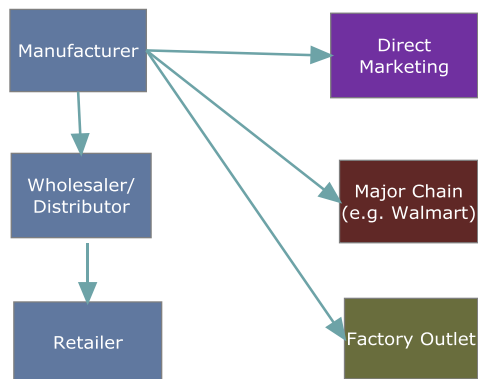 Manufacturer
Direct
Marketing
Wholesaler/
Distributor
Major Chain
(e.g. Walmart)
Retailer
Factory Outlet